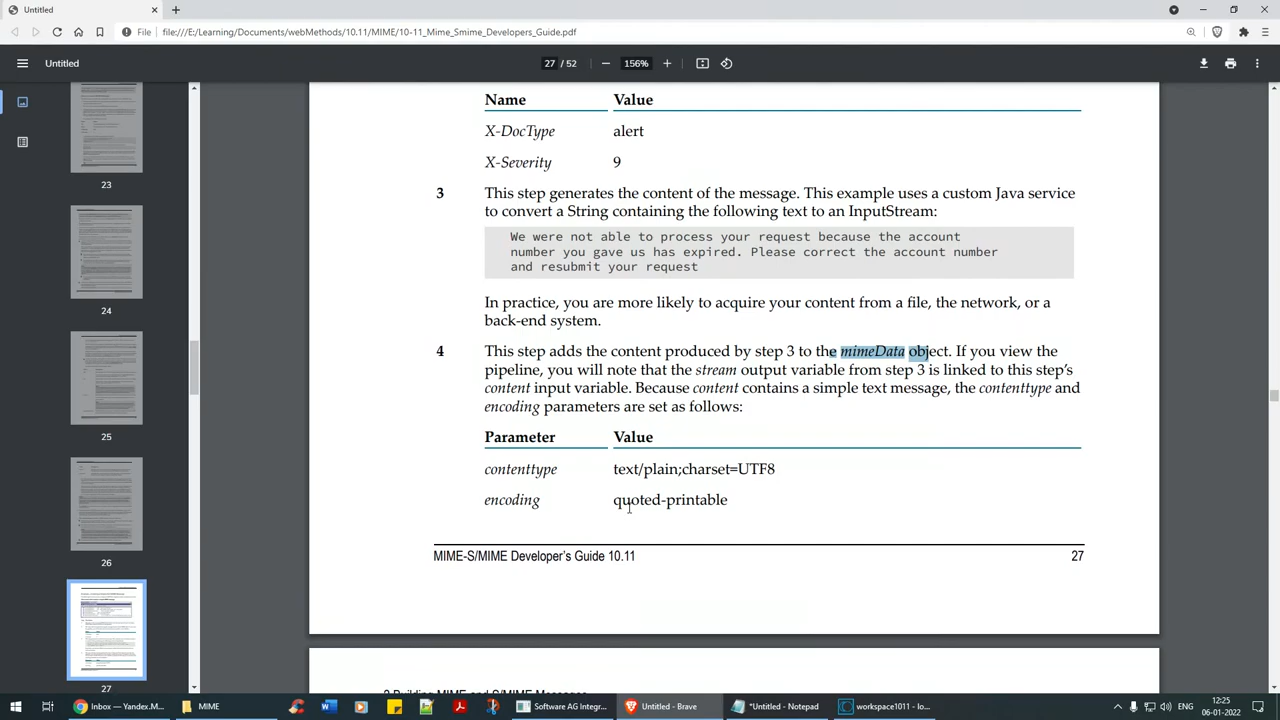 Untitled
File
file:///E:/Learning/Documents/webMethods/10.11/MIME/10-11_Mime_Smime_Developers_Guide.pdf
Untitled
27 / 52
156%
23
24
25
26
27
Name Value
X-DocType alert
X-Severity 9
3 This step generates the content of the message. This example uses a custom Java service
to convert a String containing the following text to an InputStream:
We were not able to process your request because the account
number you gave us has expired. Please correct the account number
and resubmit your request
In practice, you are more likely to acquire your content from a file, the network, or a
back-end system.
4 This step adds the content produced by step 3 to the mimeData object. If you view the
pipeline, you will note that the stream output variable from step 3 is linked to this step's
content input variable. Because content contains a simple text message, the contenttype and
encoding parameters are set as follows:
Parameter Value
contenttype text/plain;charset=UTF8
encoding quoted-printable
MIME-S/MIME Developer's Guide 10.11 27
2 Building MIME and S/MIME Messages
Inbox — Yandex.M...
MIME
Software AG Integr...
Untitled - Brave
*Untitled - Notepad
workspace1011 - lo...
ENG
12:25
06-01-2022